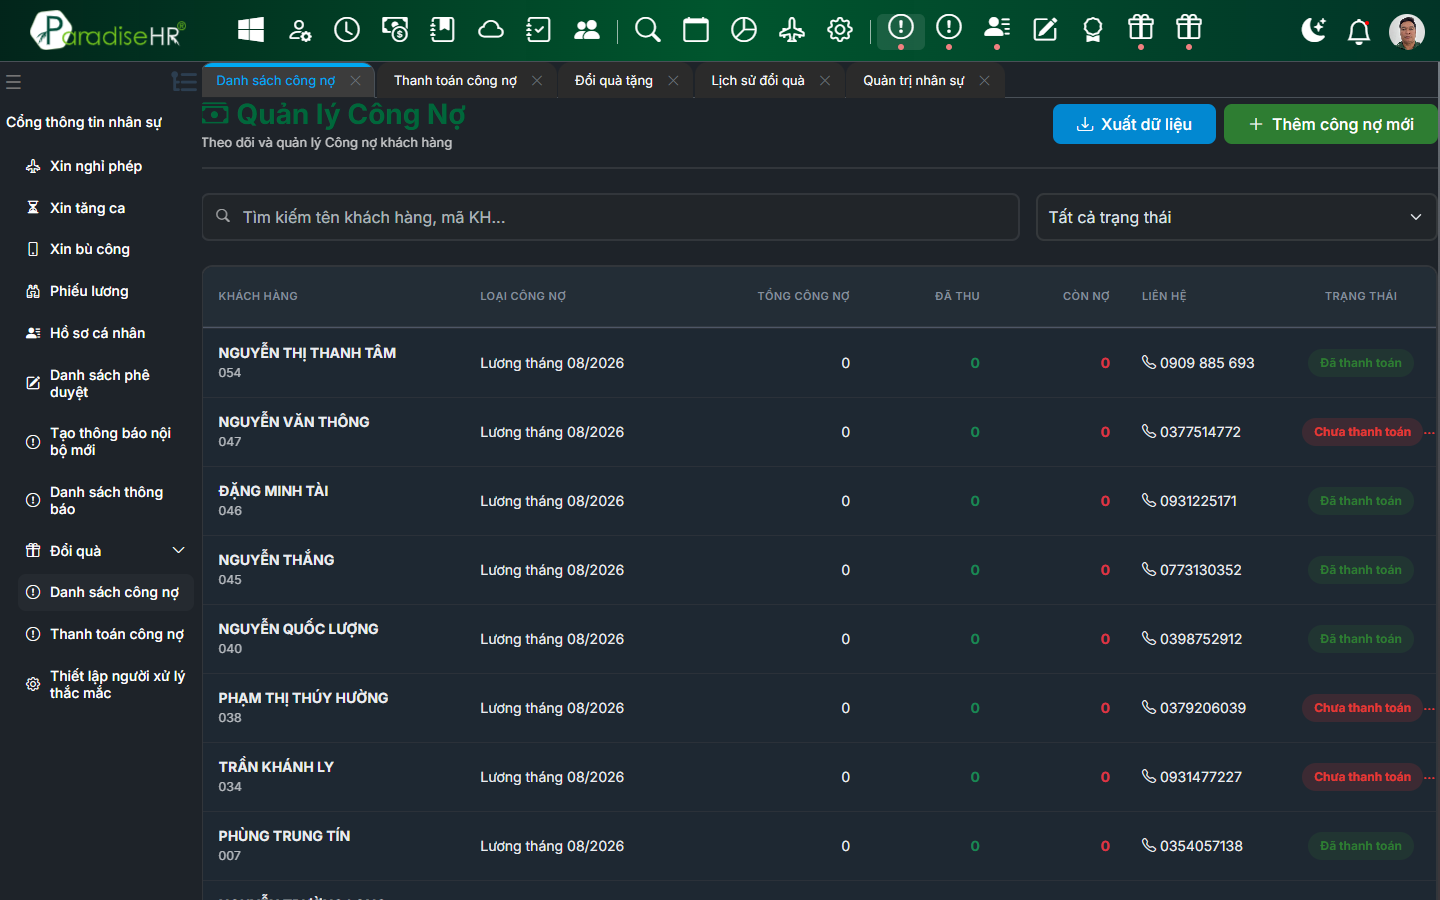 ParadiseHR®
Danh sách công nợ
Thanh toán công nợ
Đổi quà tặng
Lịch sử đổi quà
Quản trị nhân sự
Cổng thông tin nhân sự
Xin nghỉ phép
Xin tăng ca
Xin bù công
Phiếu lương
Hồ sơ cá nhân
Danh sách phê
duyệt
Tạo thông báo nội
bộ mới
Danh sách thông
báo
Đổi quà
Danh sách công nợ
Thanh toán công nợ
Thiết lập người xử lý
thắc mắc
Quản lý Công Nợ
Theo dõi và quản lý Công nợ khách hàng
Xuất dữ liệu
Thêm công nợ mới
Tìm kiếm tên khách hàng, mã KH...
Tất cả trạng thái
KHÁCH HÀNG LOẠI CÔNG NỢ TỔNG CÔNG NỢ ĐÃ THU CÒN NỢ LIÊN HỆ TRẠNG THÁI
NGUYỄN THỊ THANH TÂM
054
Lương tháng 08/2026 0 0 0 0909 885 693 Đã thanh toán
NGUYỄN VĂN THÔNG
047
Lương tháng 08/2026 0 0 0 0377514772 Chưa thanh toán ...
ĐẶNG MINH TÀI
046
Lương tháng 08/2026 0 0 0 0931225171 Đã thanh toán
NGUYỄN THẮNG
045
Lương tháng 08/2026 0 0 0 0773130352 Đã thanh toán
NGUYỄN QUỐC LƯỢNG
040
Lương tháng 08/2026 0 0 0 0398752912 Đã thanh toán
PHẠM THỊ THÚY HƯỜNG
038
Lương tháng 08/2026 0 0 0 0379206039 Chưa thanh toán ...
TRẦN KHÁNH LY
034
Lương tháng 08/2026 0 0 0 0931477227 Chưa thanh toán ...
PHÙNG TRUNG TÍN
007
Lương tháng 08/2026 0 0 0 0354057138 Đã thanh toán